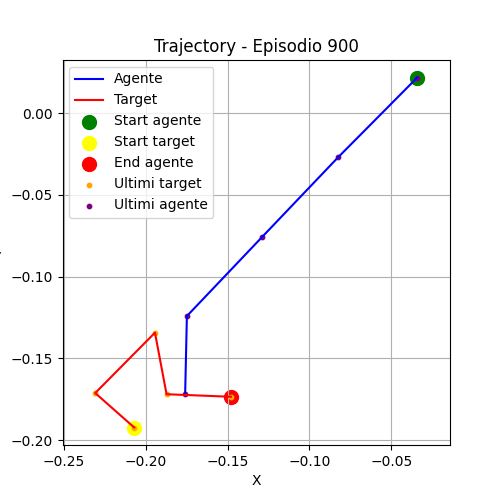 Trajectory - Episodio 900
Agente
Target
Start agente
Start target
End agente
Ultimi target
Ultimi agente
0.00
−0.05
−0.10
−0.15
−0.20
−0.25
−0.20
−0.15
−0.10
−0.05
X